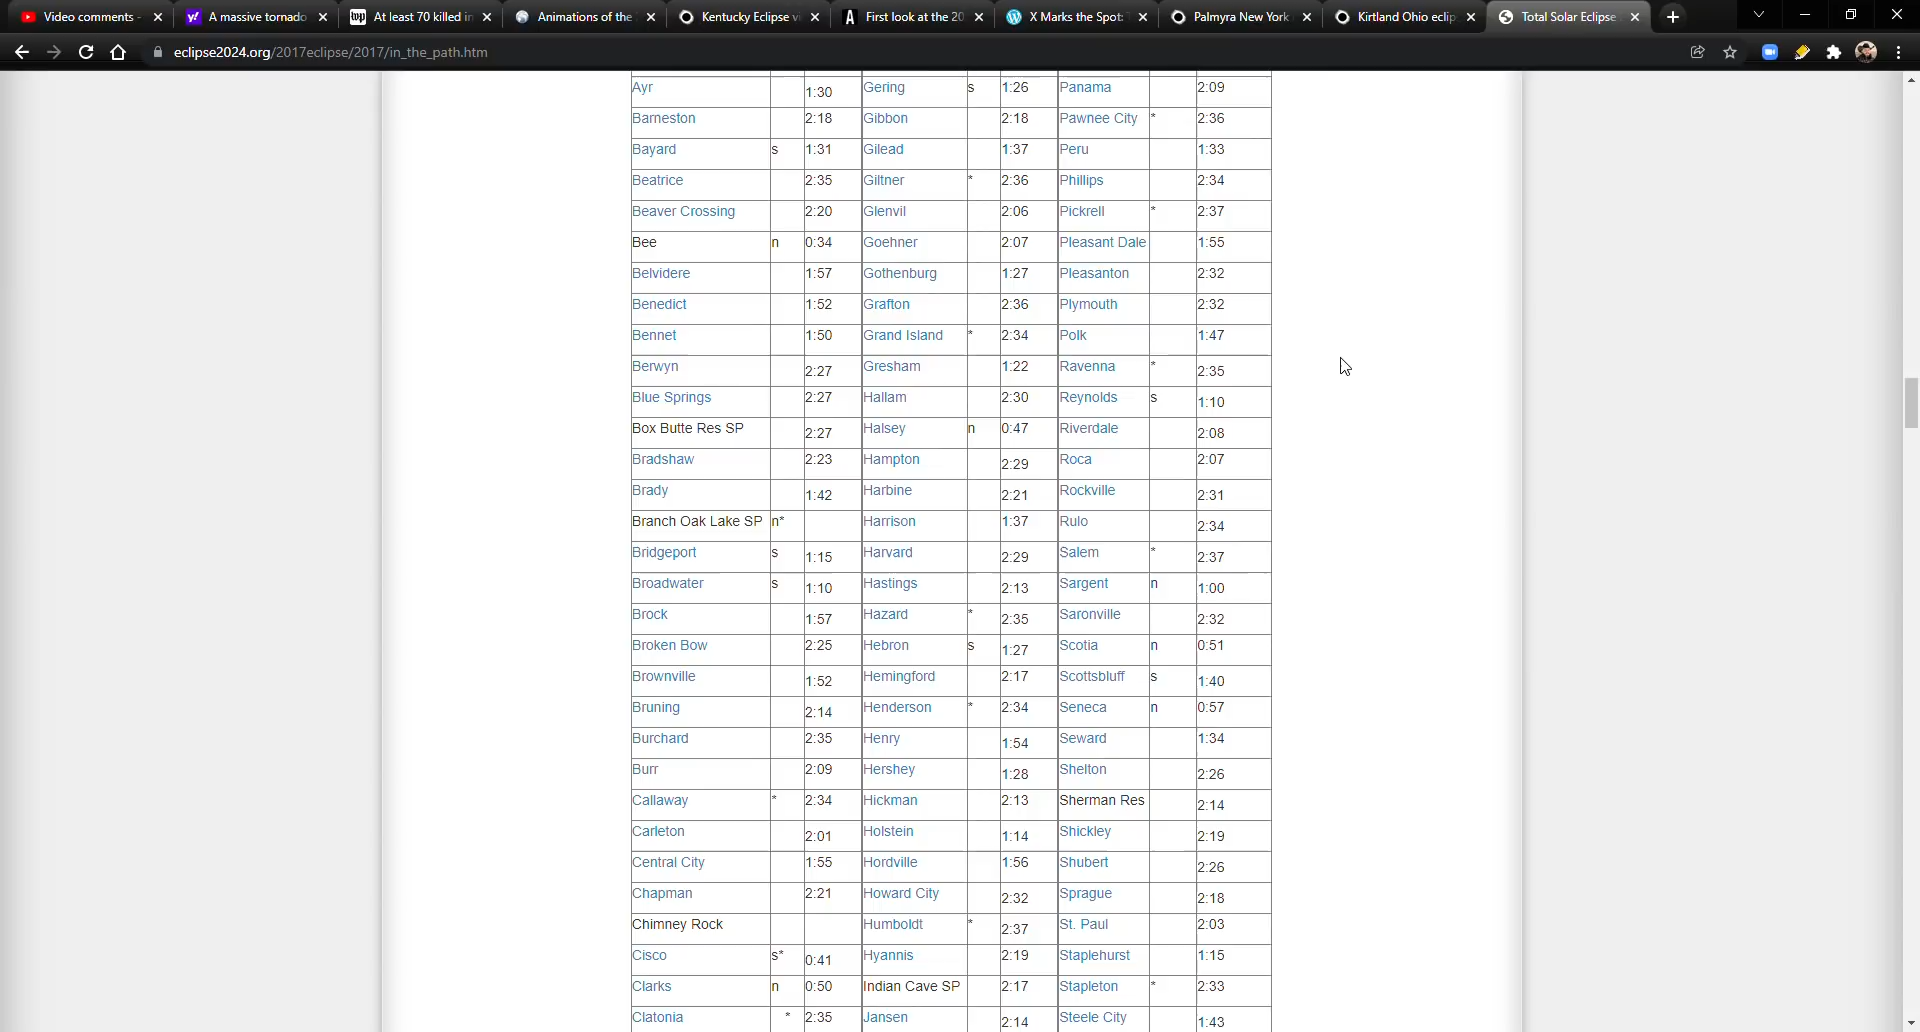 Video comments -
A massive tornado
At least 70 killed in
Animations of the
Kentucky Eclipse vi
First look at the 20
X Marks the Spot:
Palmyra New York
Kirtland Ohio eclip
Total Solar Eclipse
eclipse2024.org/2017eclipse/2017/in_the_path.htm
Ayr 1:30 Gering s 1:26 Panama 2:09
Barneston 2:18 Gibbon 2:18 Pawnee City * 2:36
Bayard s 1:31 Gilead 1:37 Peru 1:33
Beatrice 2:35 Giltner * 2:36 Phillips 2:34
Beaver Crossing 2:20 Glenvil 2:06 Pickrell * 2:37
Bee n 0:34 Goehner 2:07 Pleasant Dale 1:55
Belvidere 1:57 Gothenburg 1:27 Pleasanton 2:32
Benedict 1:52 Grafton 2:36 Plymouth 2:32
Bennet 1:50 Grand Island * 2:34 Polk 1:47
Berwyn 2:27 Gresham 1:22 Ravenna * 2:35
Blue Springs 2:27 Hallam 2:30 Reynolds s 1:10
Box Butte Res SP 2:27 Halsey n 0:47 Riverdale 2:08
Bradshaw 2:23 Hampton 2:29 Roca 2:07
Brady 1:42 Harbine 2:21 Rockville 2:31
Branch Oak Lake SP n* Harrison 1:37 Rulo 2:34
Bridgeport s 1:15 Harvard 2:29 Salem * 2:37
Broadwater s 1:10 Hastings 2:13 Sargent n 1:00
Brock 1:57 Hazard * 2:35 Saronville 2:32
Broken Bow 2:25 Hebron s 1:27 Scotia n 0:51
Brownville 1:52 Hemingford 2:17 Scottsbluff s 1:40
Bruning 2:14 Henderson * 2:34 Seneca n 0:57
Burchard 2:35 Henry 1:54 Seward 1:34
Burr 2:09 Hershey 1:28 Shelton 2:26
Callaway * 2:34 Hickman 2:13 Sherman Res 2:14
Carleton 2:01 Holstein 1:14 Shickley 2:19
Central City 1:55 Hordville 1:56 Shubert 2:26
Chapman 2:21 Howard City 2:32 Sprague 2:18
Chimney Rock Humboldt * 2:37 St. Paul 2:03
Cisco s* 0:41 Hyannis 2:19 Staplehurst 1:15
Clarks n 0:50 Indian Cave SP 2:17 Stapleton * 2:33
Clatonia * 2:35 Jansen 2:14 Steele City 1:43